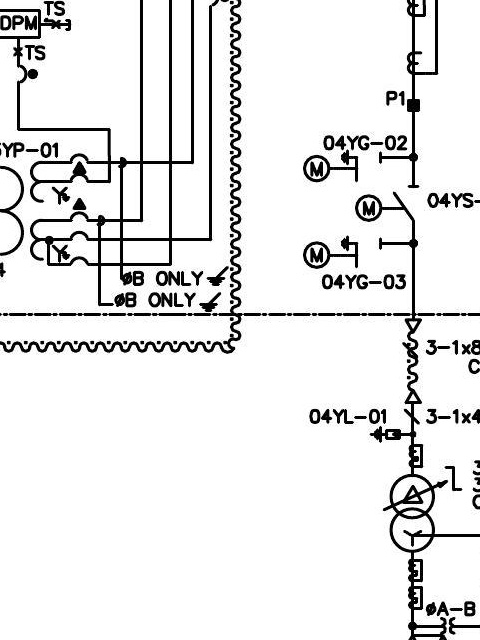 TS
DPM
TS
P1
04YG-02
YP-01
M
04YS-
M
M
04YG-03
ØB ONLY
ØB ONLY
3-1x8
04YL-01
3-1x4
ØA-B